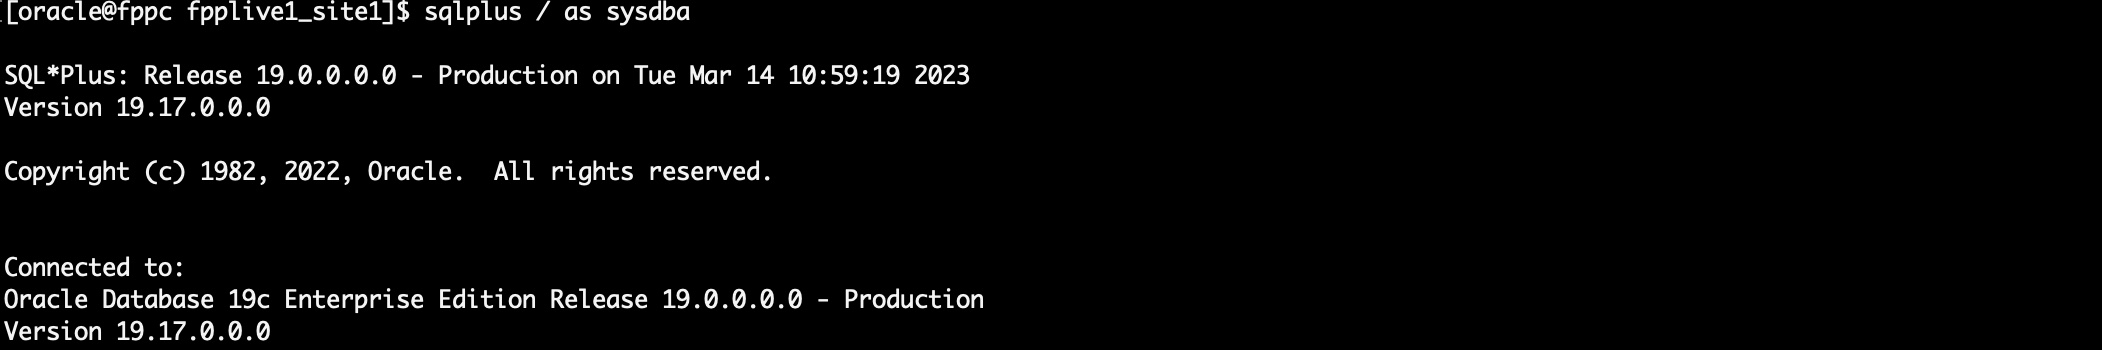 [oracle@fppc fpplive1_site1]$ sqlplus / as sysdba
SQL*Plus: Release 19.0.0.0.0 - Production on Tue Mar 14 10:59:19 2023
Version 19.17.0.0.0
Copyright (c) 1982, 2022, Oracle.  All rights reserved.
Connected to:
Oracle Database 19c Enterprise Edition Release 19.0.0.0.0 - Production
Version 19.17.0.0.0